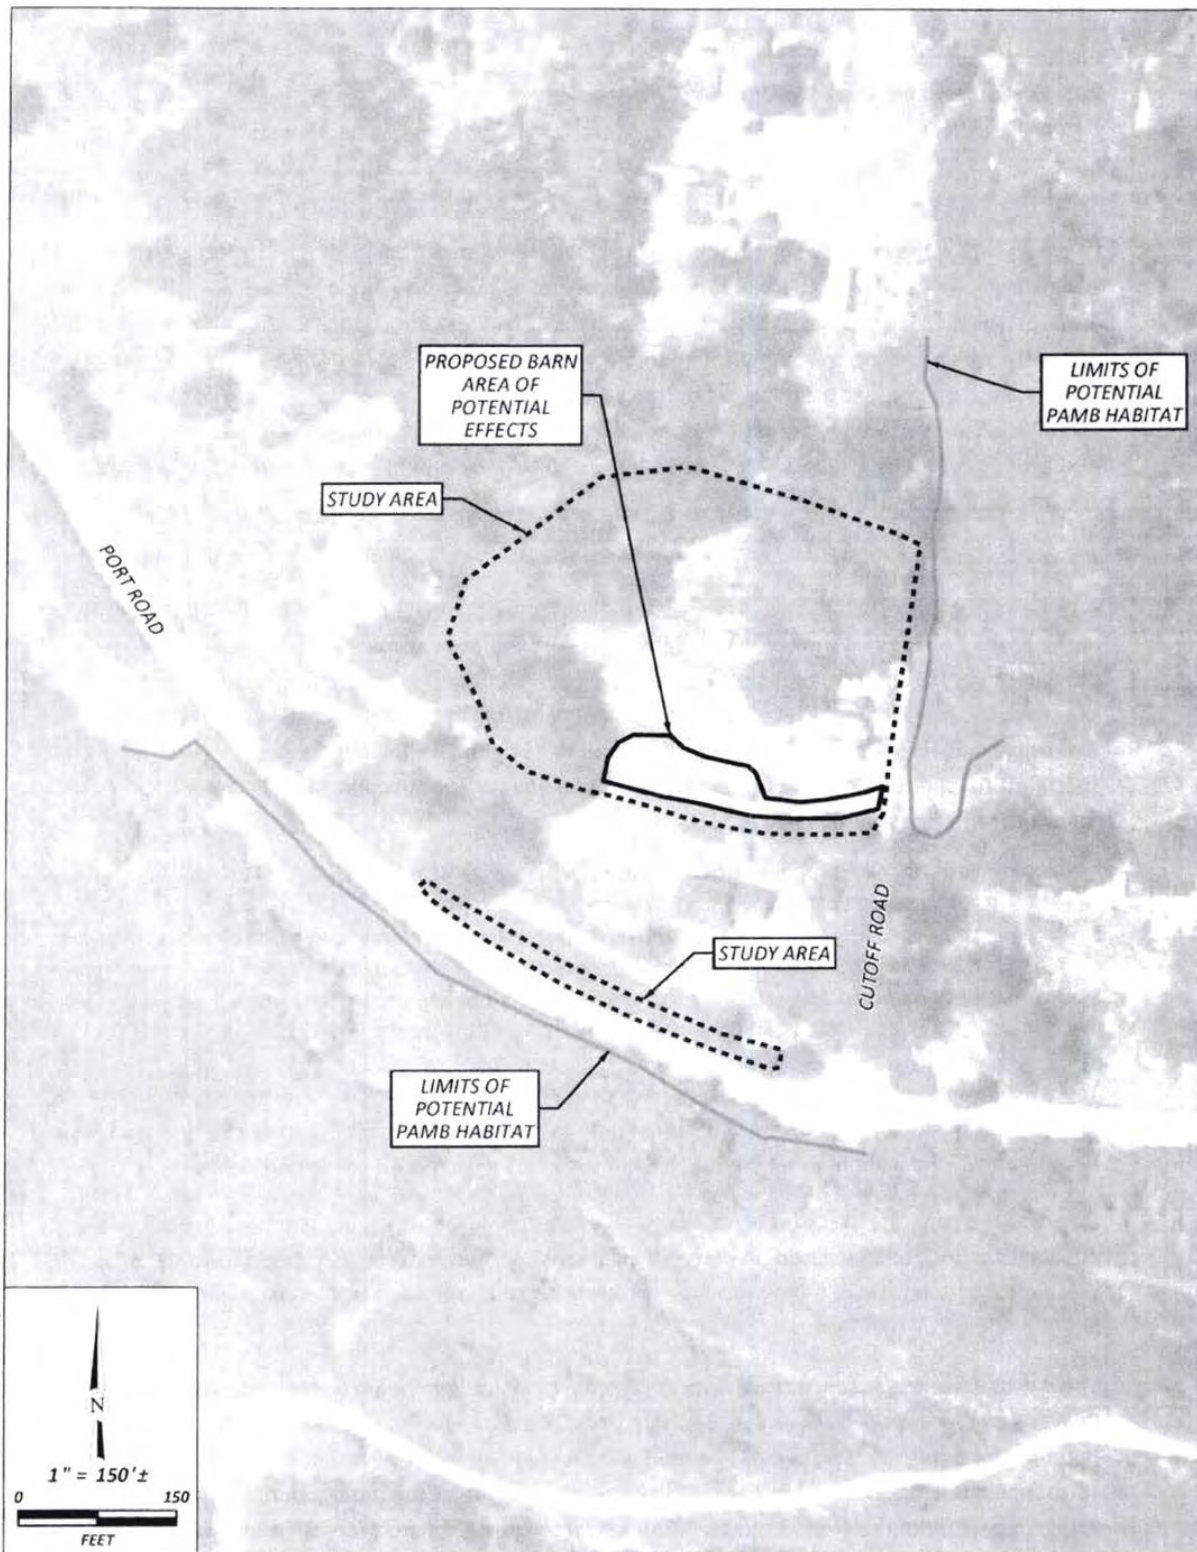 PROPOSED BARN
AREA OF
POTENTIAL
EFFECTS
LIMITS OF
POTENTIAL
PAMB HABITAT
STUDY AREA
PORT ROAD
CUTOFF ROAD
STUDY AREA
LIMITS OF
POTENTIAL
PAMB HABITAT
N
1" = 150'±
0 150
FEET